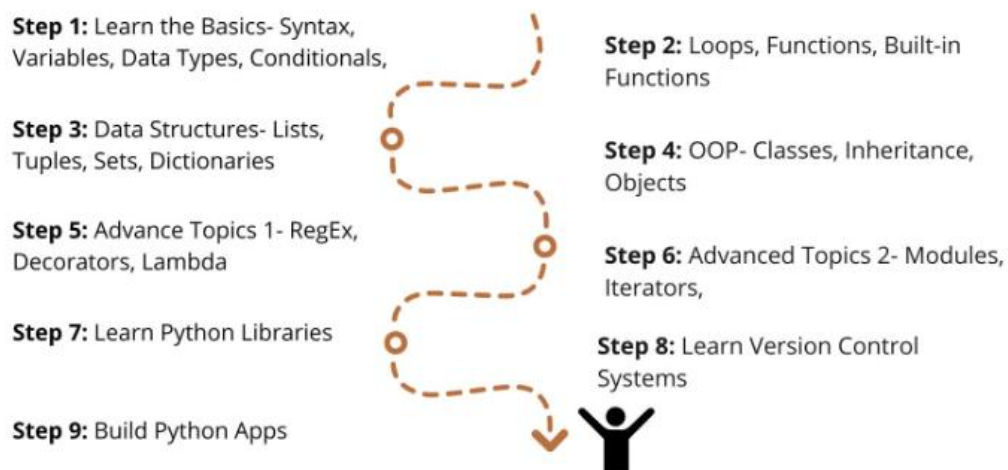 Step 1: Learn the Basics- Syntax,
Variables, Data Types, Conditionals,
Step 2: Loops, Functions, Built-in
Functions
Step 3: Data Structures- Lists,
Tuples, Sets, Dictionaries
Step 4: OOP- Classes, Inheritance,
Objects
Step 5: Advance Topics 1- RegEx,
Decorators, Lambda
Step 6: Advanced Topics 2- Modules,
Iterators,
Step 7: Learn Python Libraries
Step 8: Learn Version Control
Systems
Step 9: Build Python Apps